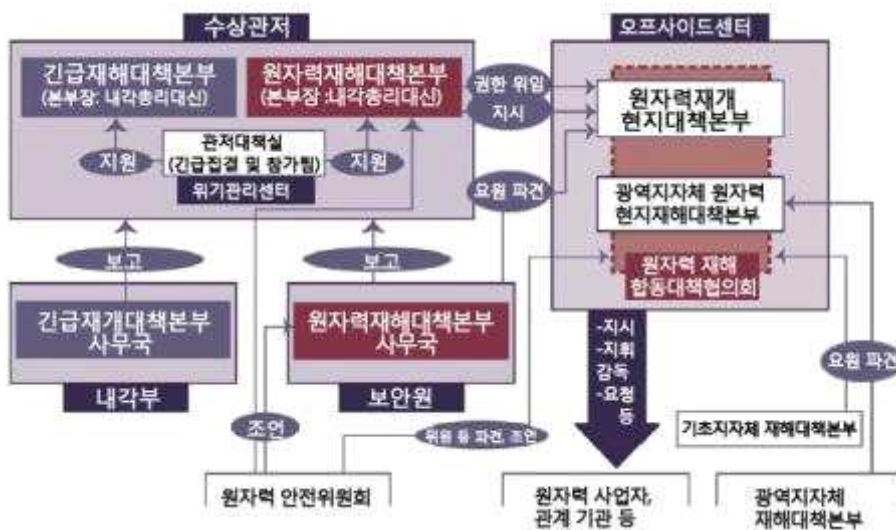 수상관저
긴급재해대책본부
(본부장: 내각총리대신)
원자력재해대책본부
(본부장 :내각총리대신)
지원
관저대책실
(긴급집결 및 참가팀)
위기관리센터
지원
권한 위임
지시
요원 파견
오프사이드센터
원자력재개
현지대책본부
광역지자체 원자력
현지재해대책본부
원자력 재해
합동대책협의회
보고
보고
긴급재개대책본부
사무국
내각부
원자력재해대책본부
사무국
보안원
-지시
-지휘
감독
-요청
등
요원 파견
조언
위원 등 파견, 조언
기초지자체 재해대책본부
원자력 안전위원회
원자력 사업자,
관계 기관 등
광역지자체
재해대책본부